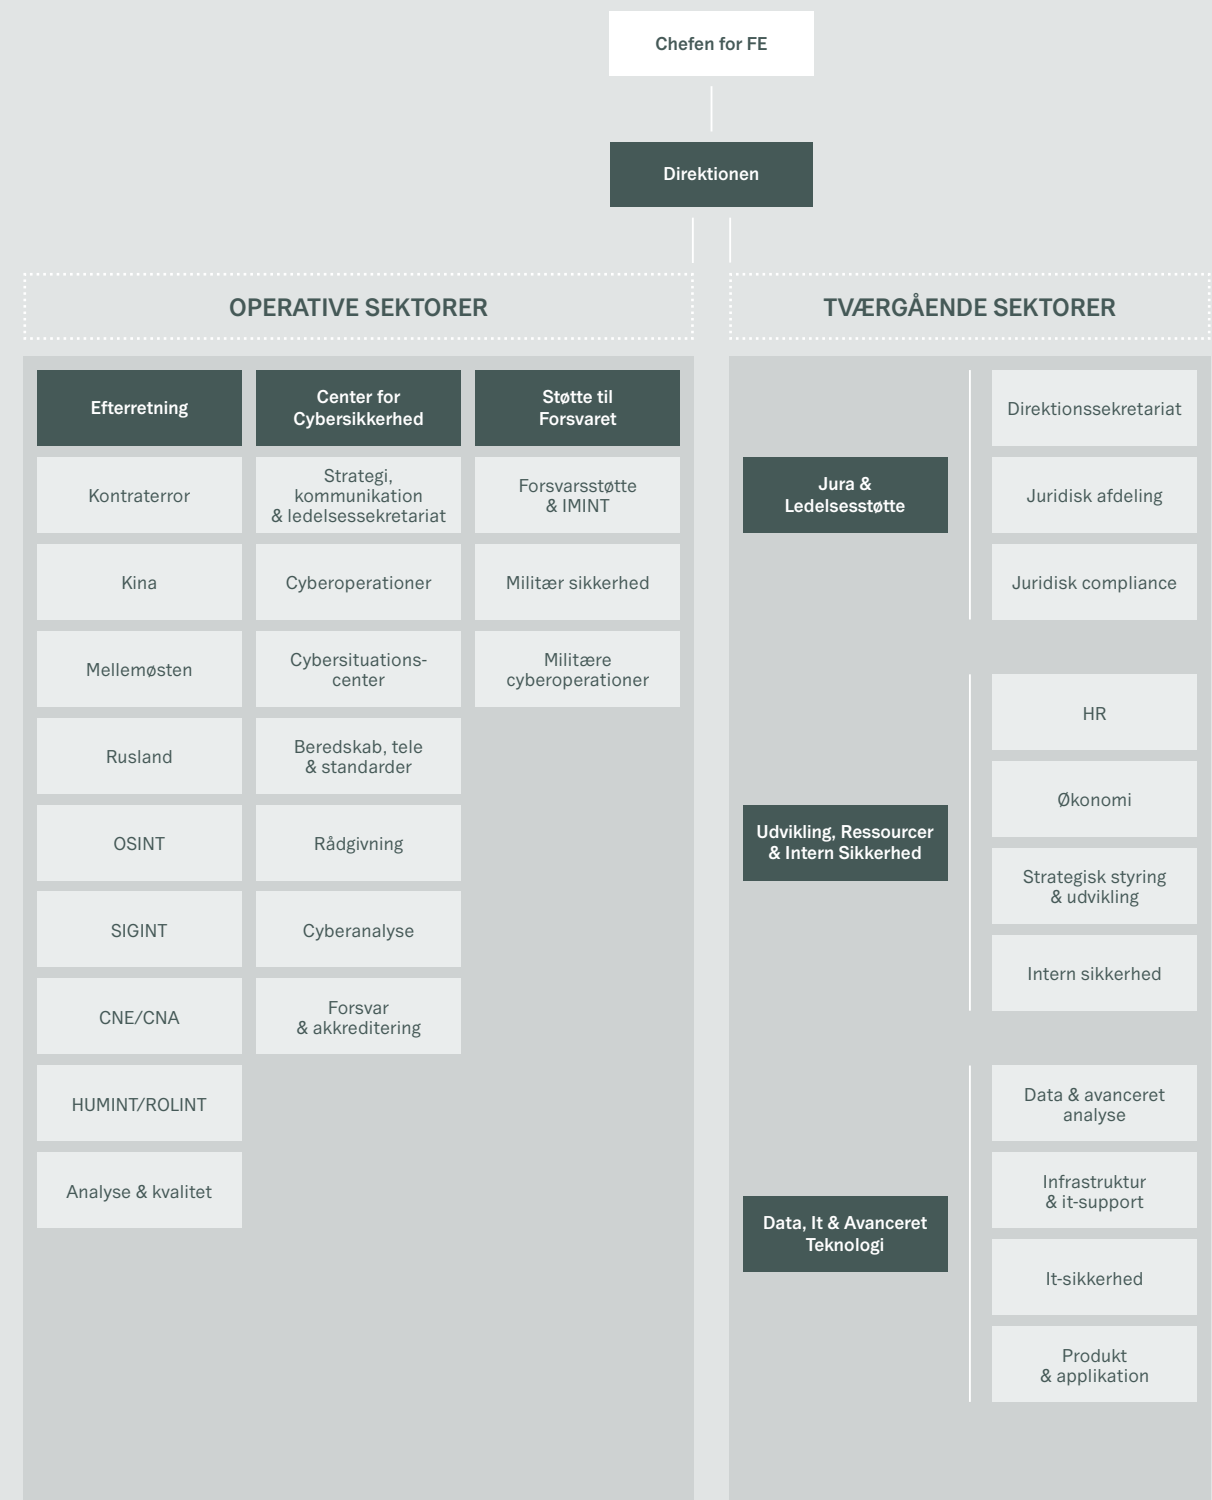 Chefen for FE
Direktionen
OPERATIVE SEKTORER
Efterretning
Kontraterror
Kina
Mellemøsten
Rusland
OSINT
SIGINT
CNE/CNA
HUMINT/ROLINT
Analyse & kvalitet
Center for
Cybersikkerhed
Strategi,
kommunikation
& ledelsessekretariat
Cyberoperationer
Cybersituations-
center
Beredskab, tele
& standarder
Rådgivning
Cyberanalyse
Forsvar
& akkreditering
Støtte til
Forsvaret
Forsvarsstøtte
& IMINT
Militær sikkerhed
Militære
cyberoperationer
TVÆRGÅENDE SEKTORER
Jura &
Ledelsesstøtte
Direktionssekretariat
Juridisk afdeling
Juridisk compliance
Udvikling, Ressourcer
& Intern Sikkerhed
HR
Økonomi
Strategisk styring
& udvikling
Intern sikkerhed
Data, It & Avanceret
Teknologi
Data & avanceret
analyse
Infrastruktur
& it-support
It-sikkerhed
Produkt
& applikation